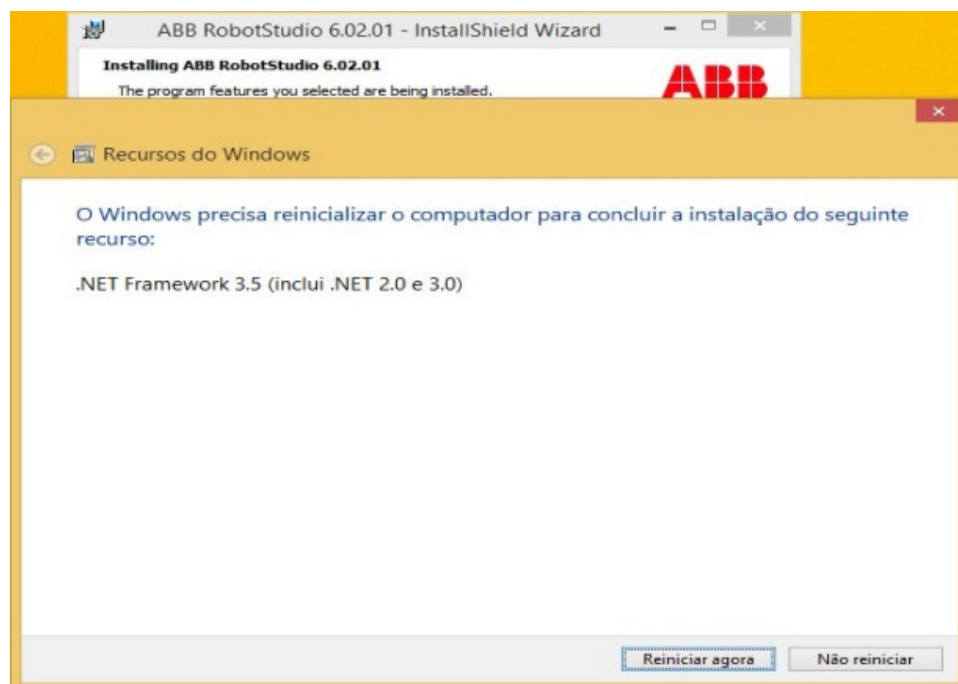 ABB RobotStudio 6.02.01 - InstallShield Wizard
Installing ABB RobotStudio 6.02.01
The program features you selected are being installed.
ABB
Recursos do Windows
O Windows precisa reinicializar o computador para concluir a instalação do seguinte
recurso:
.NET Framework 3.5 (inclui .NET 2.0 e 3.0)
Reiniciar agora
Não reiniciar